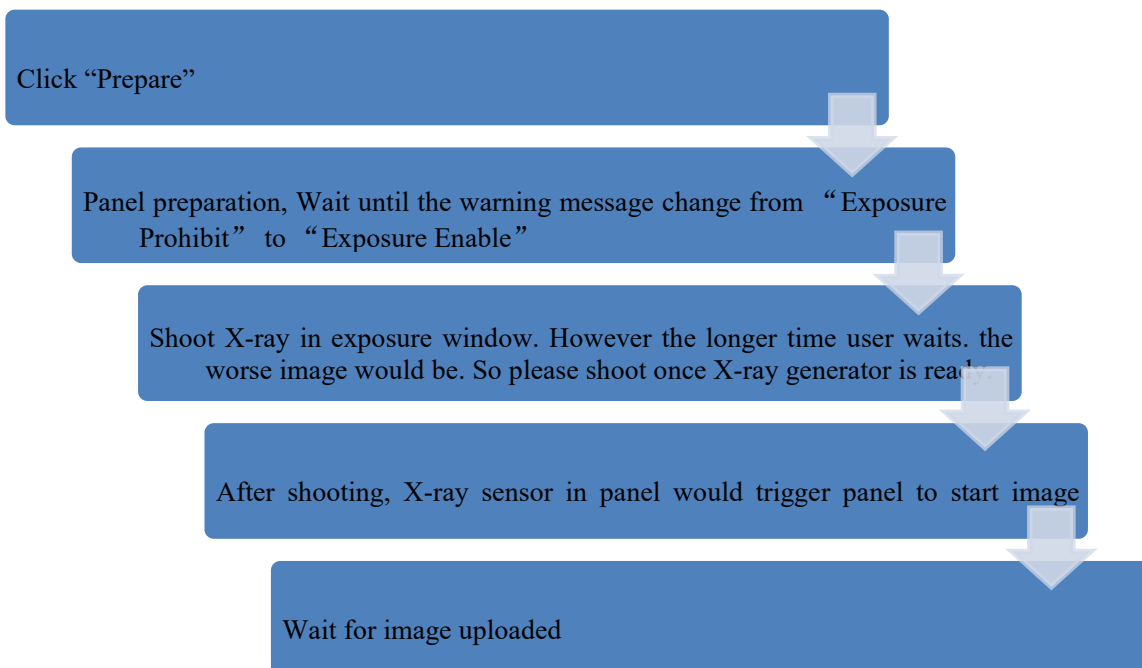 Click “Prepare”
Panel preparation, Wait until the warning message change from “Exposure
Prohibit” to “Exposure Enable”
Shoot X-ray in exposure window. However the longer time user waits. the
worse image would be. So please shoot once X-ray generator is ready.
After shooting, X-ray sensor in panel would trigger panel to start image
Wait for image uploaded